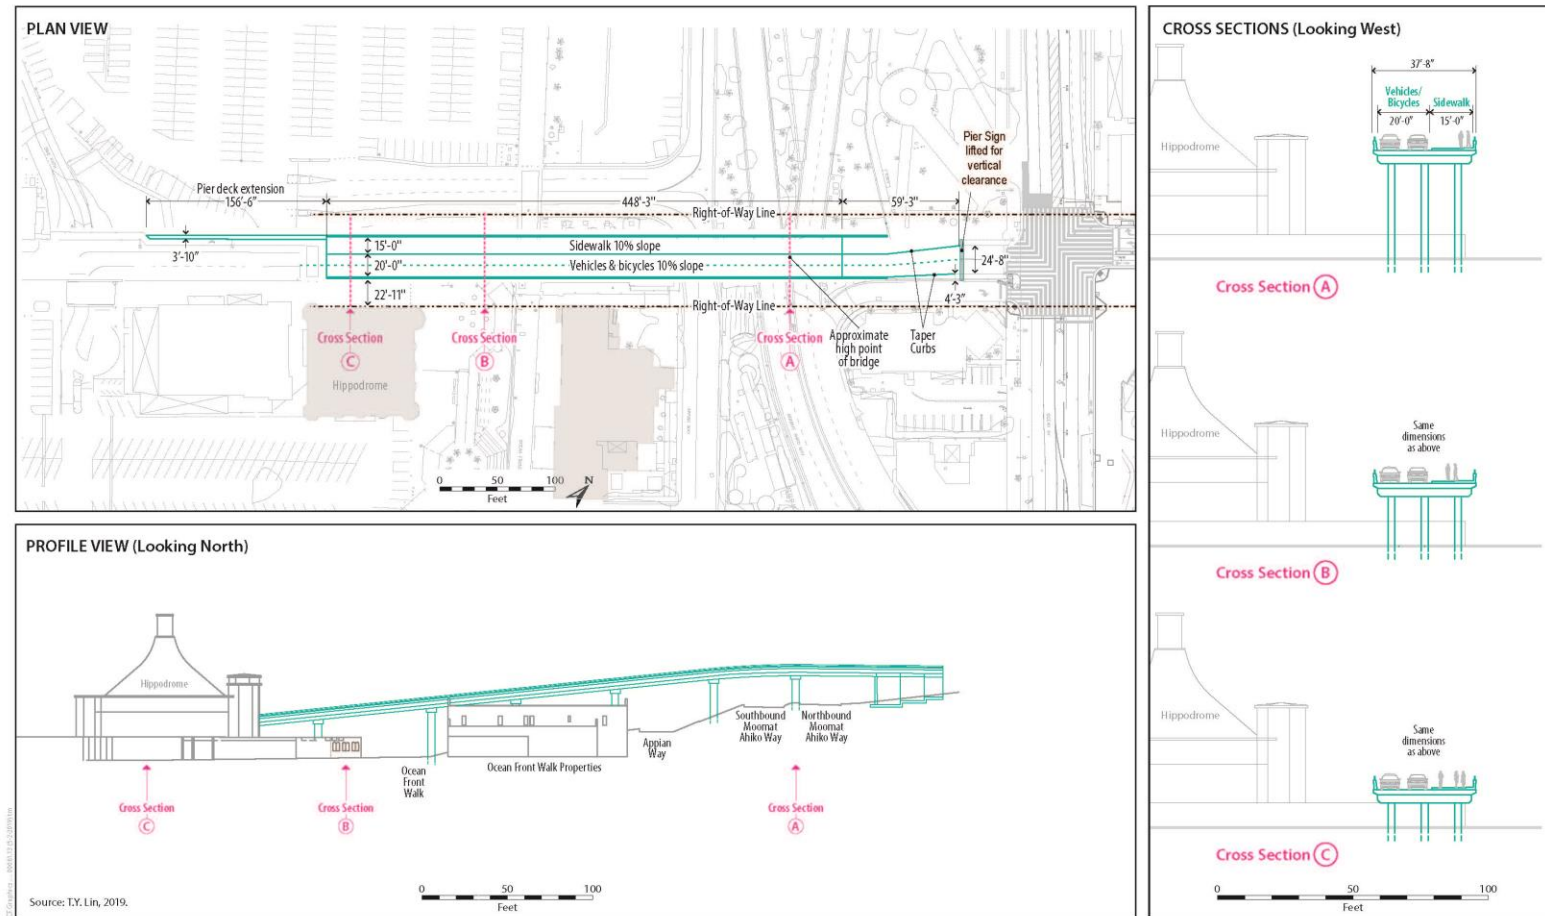 PLAN VIEW
Pier Sign
lifted for
vertical
clearance
Pier deck extension
156'-6"
448'-3"
59'-3"
Right-of-Way Line
3'-10"
15'-0"
Sidewalk 10% slope
20'-0"
Vehicles & bicycles 10% slope
24'-8"
22'-11"
4'-3"
Right-of-Way Line
Cross Section
C
Cross Section
B
Cross Section
A
Approximate
high point
of bridge
Taper
Curbs
Hippodrome
0 50 100
Feet
N
PROFILE VIEW (Looking North)
Hippodrome
Ocean
Front
Walk
Ocean Front Walk Properties
Appian
Way
Southbound
Moomat
Ahiko Way
Northbound
Moomat
Ahiko Way
Cross Section
C
Cross Section
B
Cross Section
A
0 50 100
Feet
Source: T.Y. Lin, 2019.
CROSS SECTIONS (Looking West)
37'-8"
Vehicles/
Bicycles
Sidewalk
20'-0"
15'-0"
Hippodrome
Cross Section A
Same
dimensions
as above
Hippodrome
Cross Section B
Same
dimensions
as above
Hippodrome
Cross Section C
0 50 100
Feet